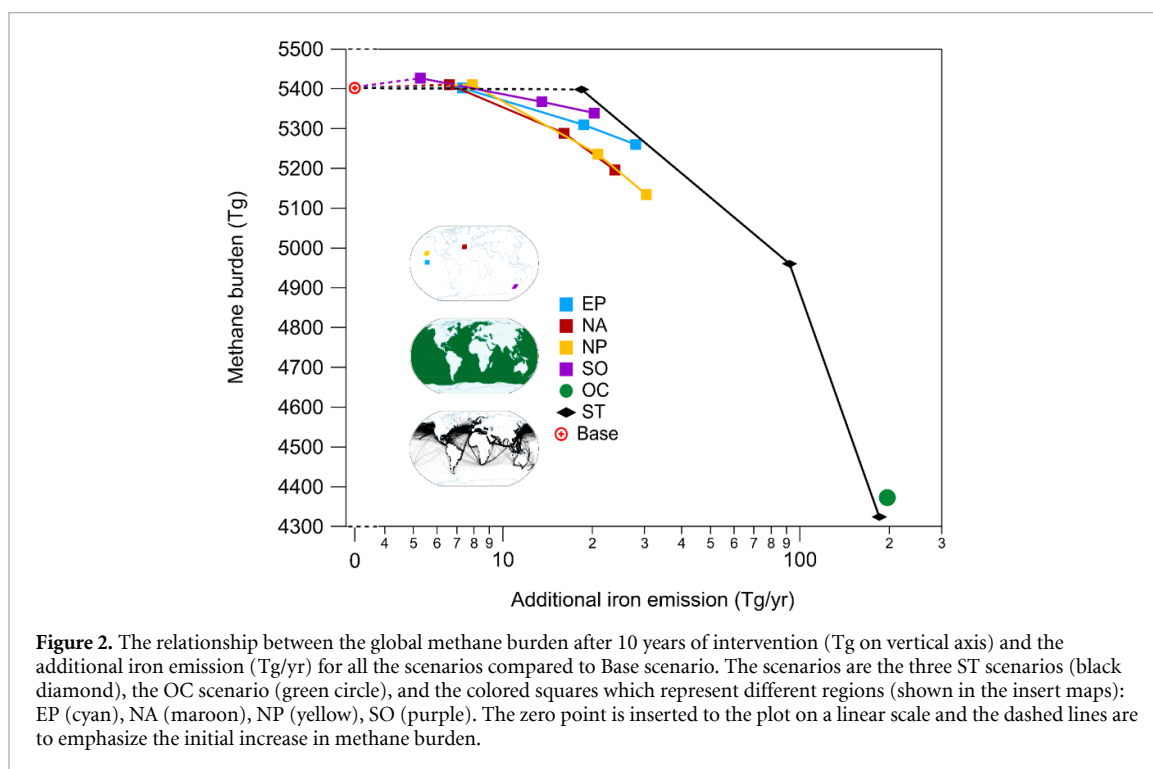 5500
5400
5300
5200
5100
5000
4900
4800
4700
4600
4500
4400
4300
Methane burden (Tg)
EP
NA
NP
SO
OC
ST
Base
4 5 6 7 8 9 2 3 4 5 6 7 8 9 2 3
0 10 100
Additional iron emission (Tg/yr)
Figure 2. The relationship between the global methane burden after 10 years of intervention (Tg on vertical axis) and the
additional iron emission (Tg/yr) for all the scenarios compared to Base scenario. The scenarios are the three ST scenarios (black
diamond), the OC scenario (green circle), and the colored squares which represent different regions (shown in the insert maps):
EP (cyan), NA (maroon), NP (yellow), SO (purple). The zero point is inserted to the plot on a linear scale and the dashed lines are
to emphasize the initial increase in methane burden.